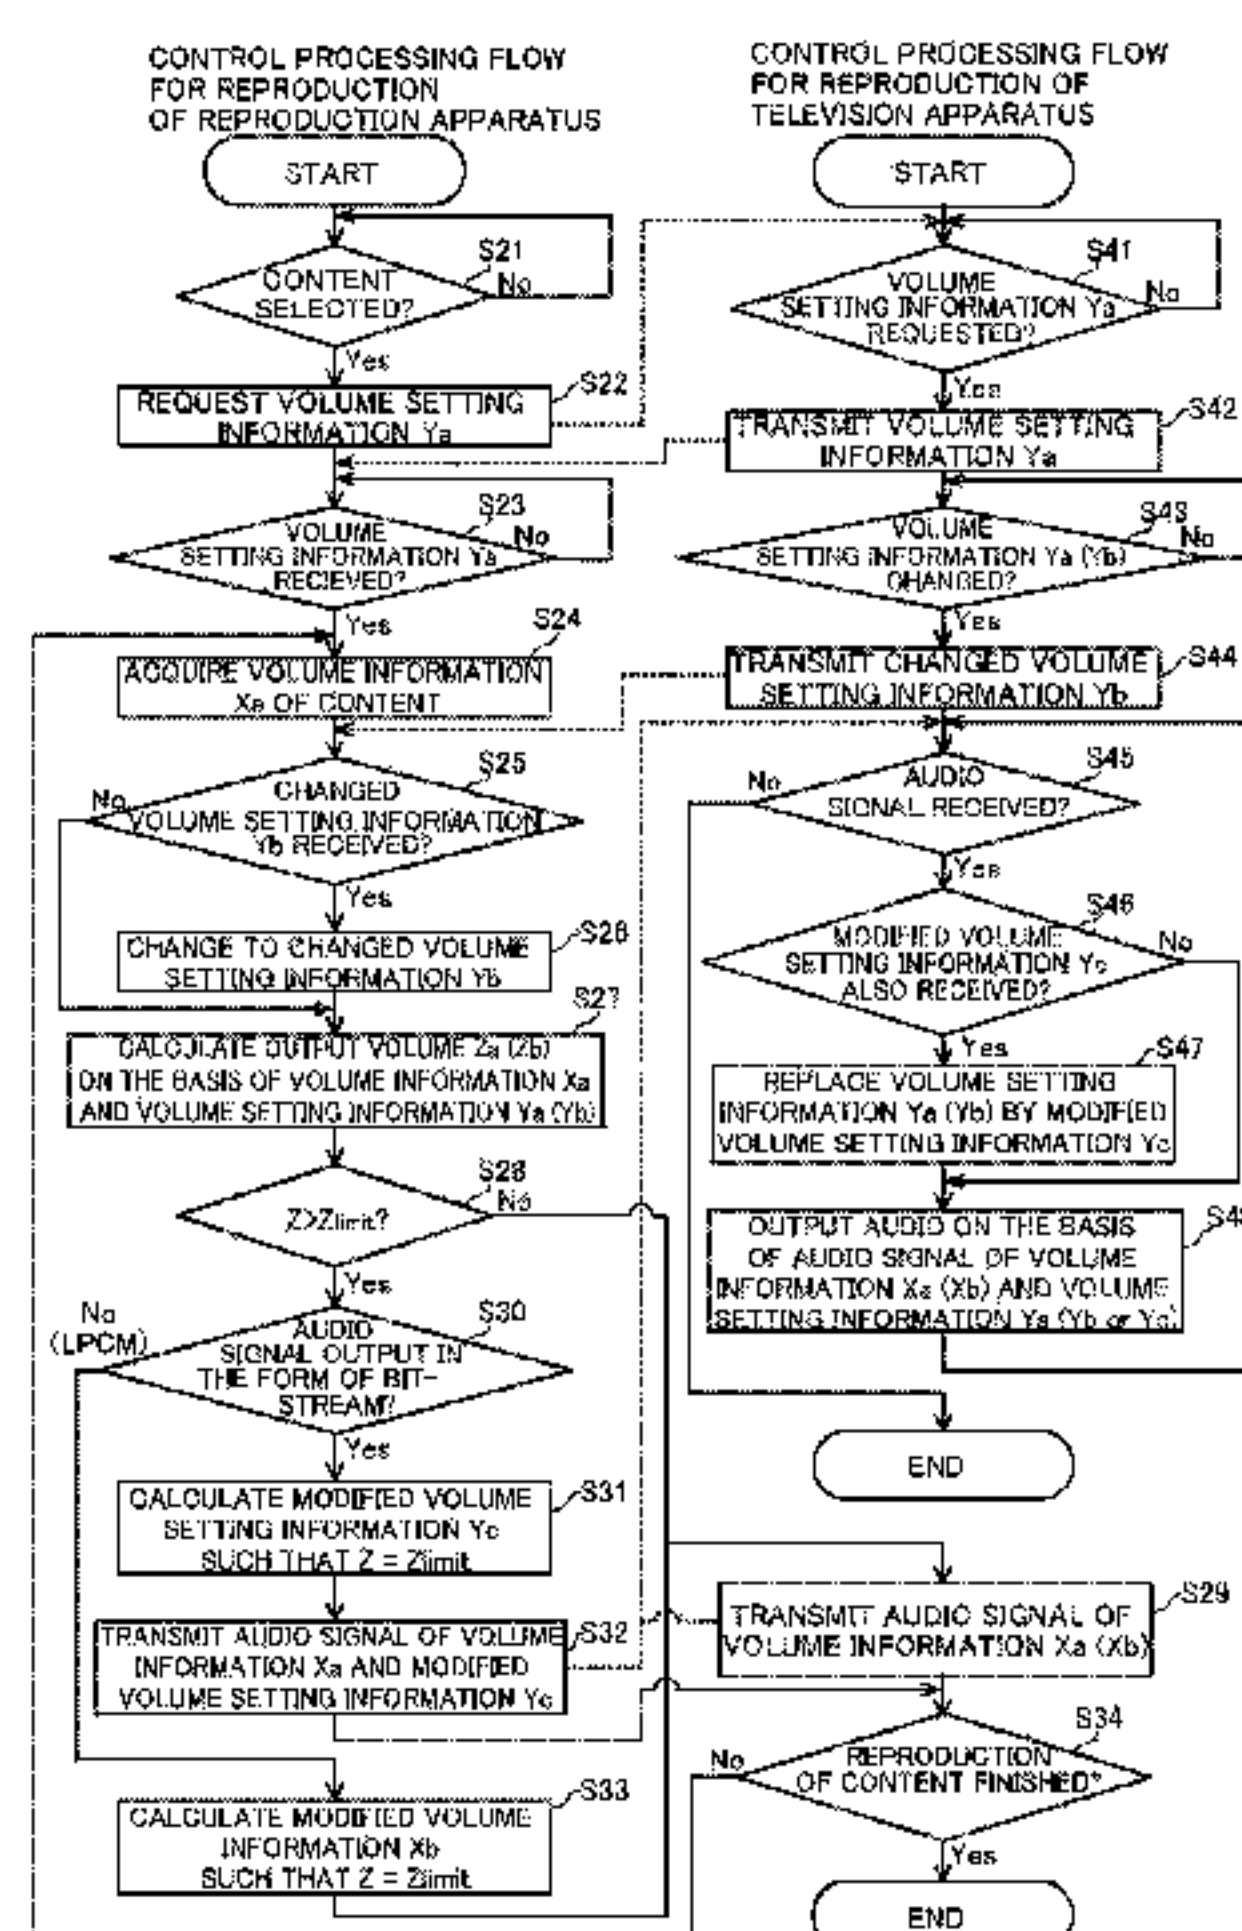 CONTROL PROCESSING FLOW
FOR REPRODUCTION
OF REPRODUCTION APPARATUS
START
S21
CONTENT
SELECTED?
No
Yes
S22
REQUEST VOLUME SETTING
INFORMATION Ya
S23
VOLUME
SETTING INFORMATION Ya
RECIEVED?
No
Yes
S24
ACQUIRE VOLUME INFORMATION
Xa OF CONTENT
S25
CHANGED
VOLUME SETTING INFORMATION
Yb RECEIVED?
No
Yes
S26
CHANGE TO CHANGED VOLUME
SETTING INFORMATION Yb
S27
CALCULATE OUTPUT VOLUME Za (Zb)
ON THE BASIS OF VOLUME INFORMATION Xa
AND VOLUME SETTING INFORMATION Ya (Yb)
S28
Z>Zlimit?
No
Yes
S30
No
(LPCM)
AUDIO
SIGNAL OUTPUT IN
THE FORM OF BIT-
STREAM?
Yes
S31
CALCULATE MODIFIED VOLUME
SETTING INFORMATION Yc
SUCH THAT Z = Zlimit
S32
TRANSMIT AUDIO SIGNAL OF VOLUME
INFORMATION Xa AND MODIFIED
VOLUME SETTING INFORMATION Yc
S33
CALCULATE MODIFIED VOLUME
INFORMATION Xb
SUCH THAT Z = Zlimit
CONTROL PROCESSING FLOW
FOR REPRODUCTION OF
TELEVISION APPARATUS
START
S41
VOLUME
SETTING INFORMATION Ya
REQUESTED?
No
Yes
S42
TRANSMIT VOLUME SETTING
INFORMATION Ya
S43
VOLUME
SETTING INFORMATION Ya (Yb)
CHANGED?
No
Yes
S44
TRANSMIT CHANGED VOLUME
SETTING INFORMATION Yb
S45
AUDIO
SIGNAL RECEIVED?
No
Yes
S46
MODIFIED VOLUME
SETTING INFORMATION Yc
ALSO RECEIVED?
No
Yes
S47
REPLACE VOLUME SETTING
INFORMATION Ya (Yb) BY MODIFIED
VOLUME SETTING INFORMATION Yc
OUTPUT AUDIO ON THE BASIS
OF AUDIO SIGNAL OF VOLUME
INFORMATION Xa (Xb) AND VOLUME
SETTING INFORMATION Ya (Yb or Yc)
END
S29
TRANSMIT AUDIO SIGNAL OF
VOLUME INFORMATION Xa (Xb)
S34
REPRODUCTION
OF CONTENT FINISHED?
No
Yes
END